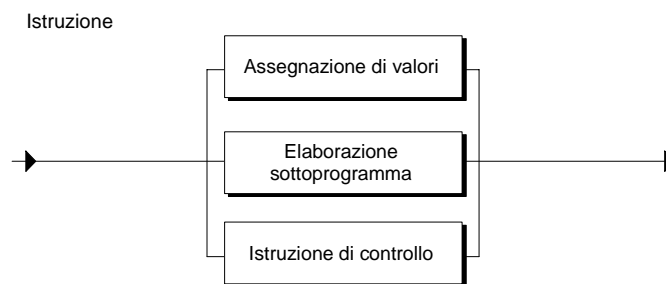 Istruzione
Assegnazione di valori
Elaborazione
sottoprogramma
Istruzione di controllo